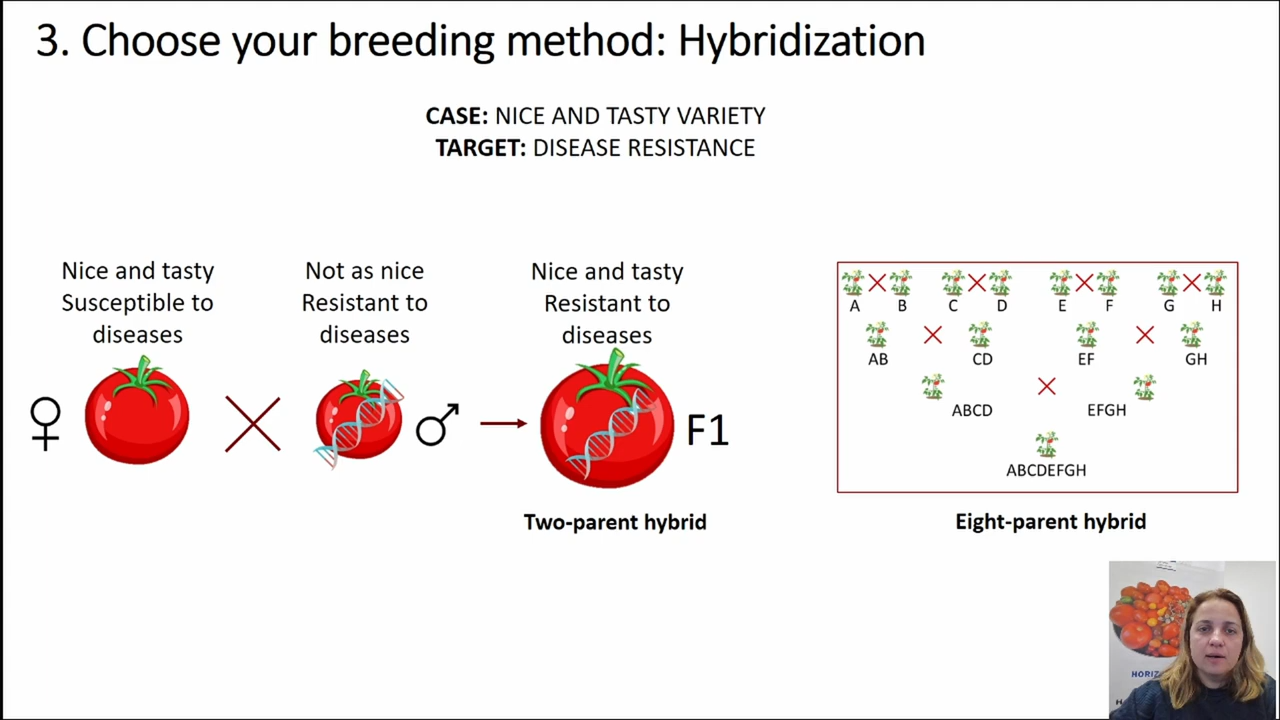 3. Choose your breeding method: Hybridization
CASE: NICE AND TASTY VARIETY
TARGET: DISEASE RESISTANCE
Nice and tasty
Susceptible to
diseases
Not as nice
Resistant to
diseases
Nice and tasty
Resistant to
diseases
F1
Two-parent hybrid
A B C D E F G H
AB CD EF GH
ABCD EFGH
ABCDEFGH
Eight-parent hybrid
HORIZ